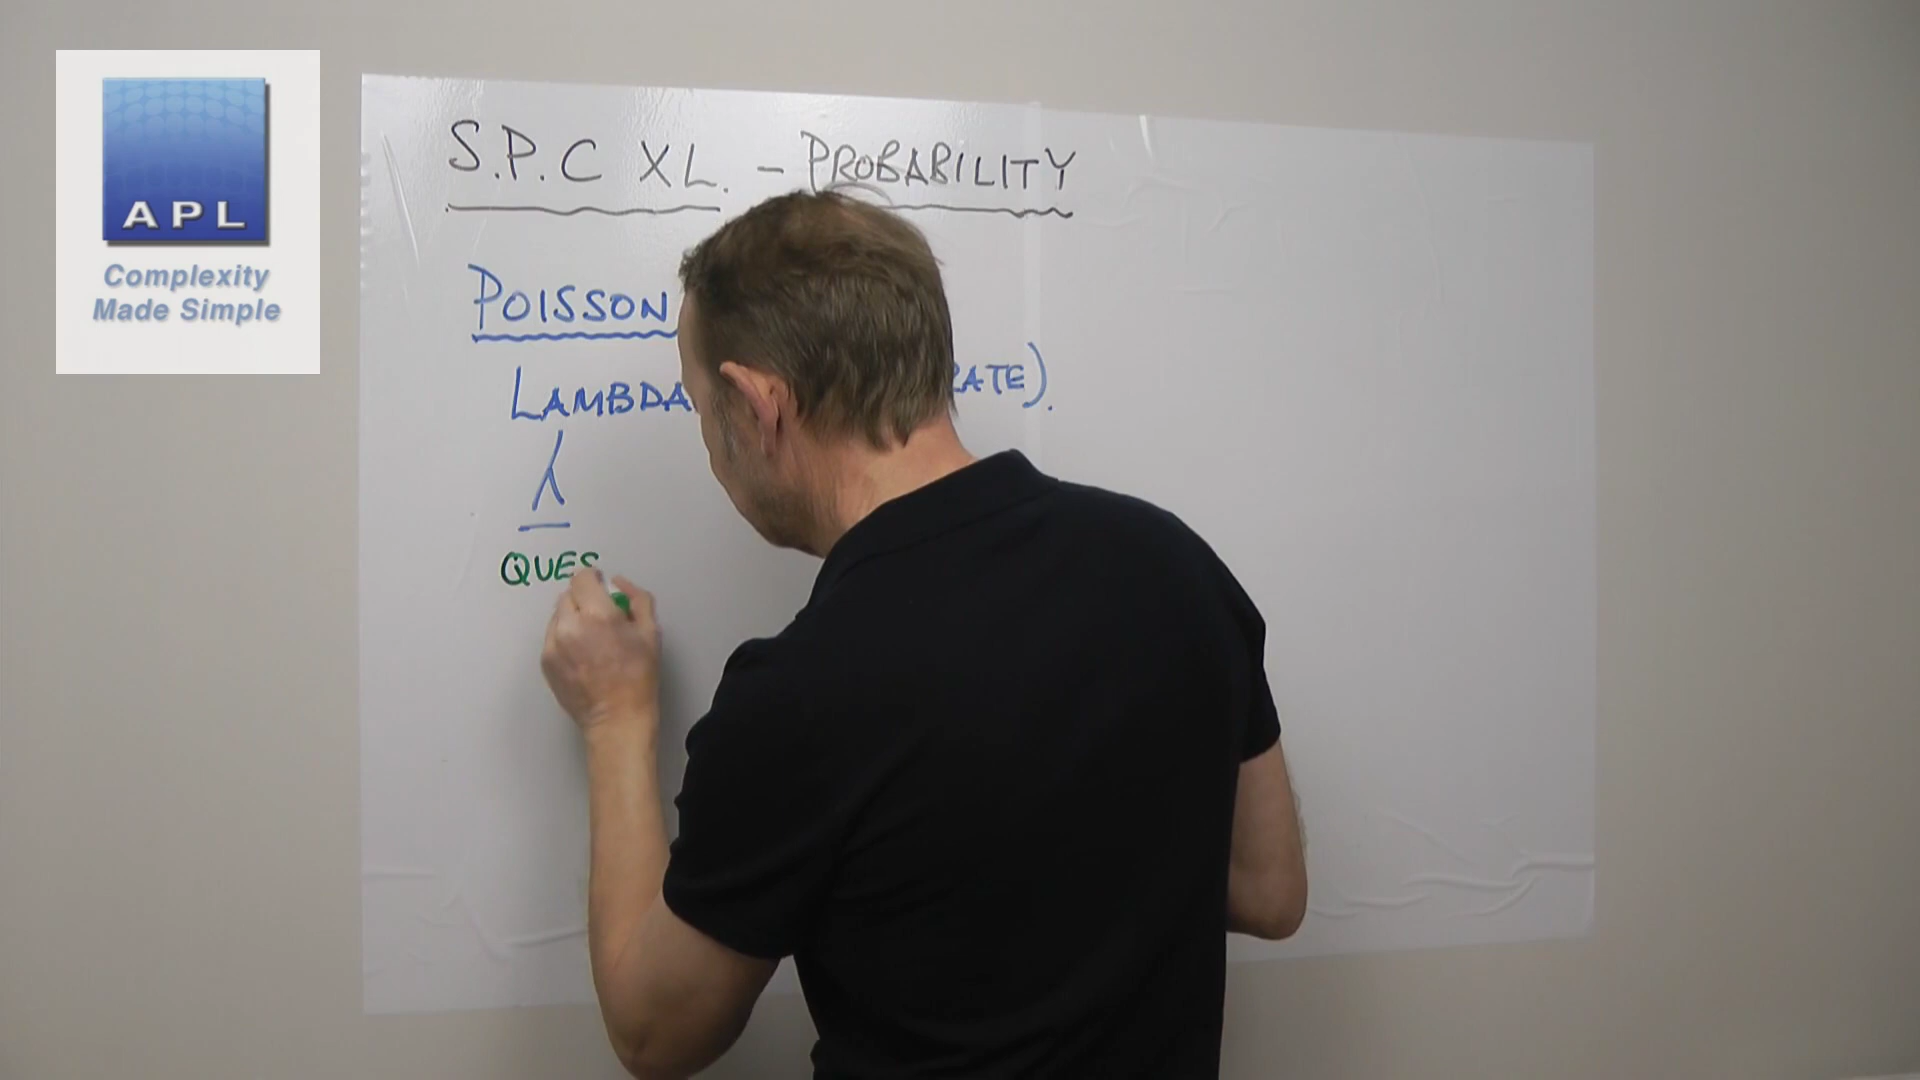 APL
Complexity
Made Simple
S.P.C XL. - PROBABILITY
POISSON
LAMBDA RATE).
λ
QUES